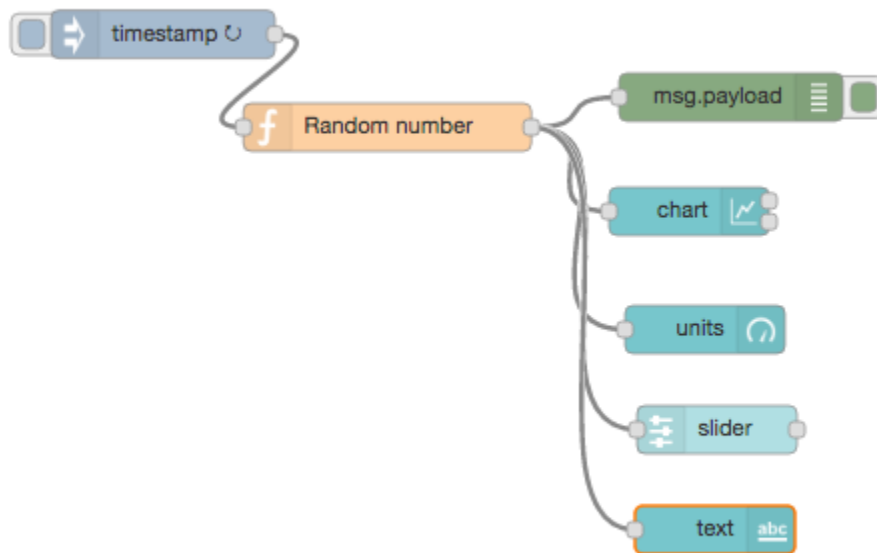 timestamp ↻
Random number
msg.payload
chart
units
slider
text
abc